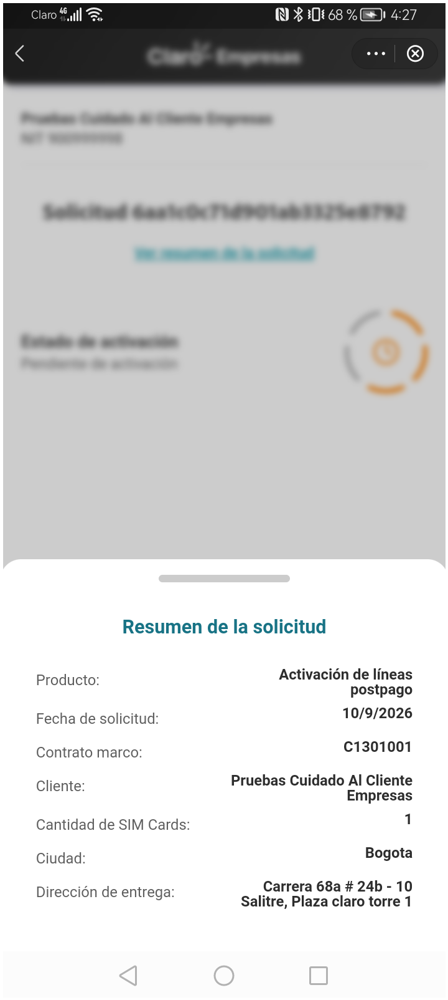 Claro 4G 68 % 4:27
Claro Empresas
Pruebas Cuidado Al Cliente Empresas
NIT 900999998
Solicitud 6aa1c0c71d901ab3325e8792
Ver resumen de la solicitud
Estado de activación
Pendiente de activación
Resumen de la solicitud
Producto: Activación de líneas
postpago
Fecha de solicitud: 10/9/2026
Contrato marco: C1301001
Cliente: Pruebas Cuidado Al Cliente
Empresas
Cantidad de SIM Cards: 1
Ciudad: Bogota
Dirección de entrega: Carrera 68a # 24b - 10
Salitre, Plaza claro torre 1